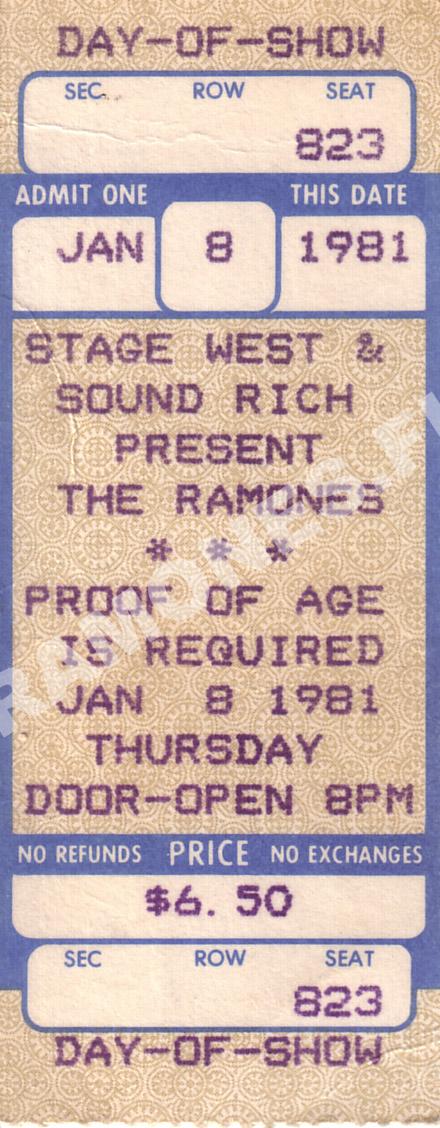 DAY-OF-SHOW
SEC. ROW SEAT
823
ADMIT ONE THIS DATE
JAN 8 1981
STAGE WEST &
SOUND RICH
PRESENT
THE RAMONES
* * *
PROOF OF AGE
IS REQUIRED
JAN 8 1981
THURSDAY
DOOR-OPEN 8PM
NO REFUNDS PRICE NO EXCHANGES
$6.50
SEC ROW SEAT
823
DAY-OF-SHOW